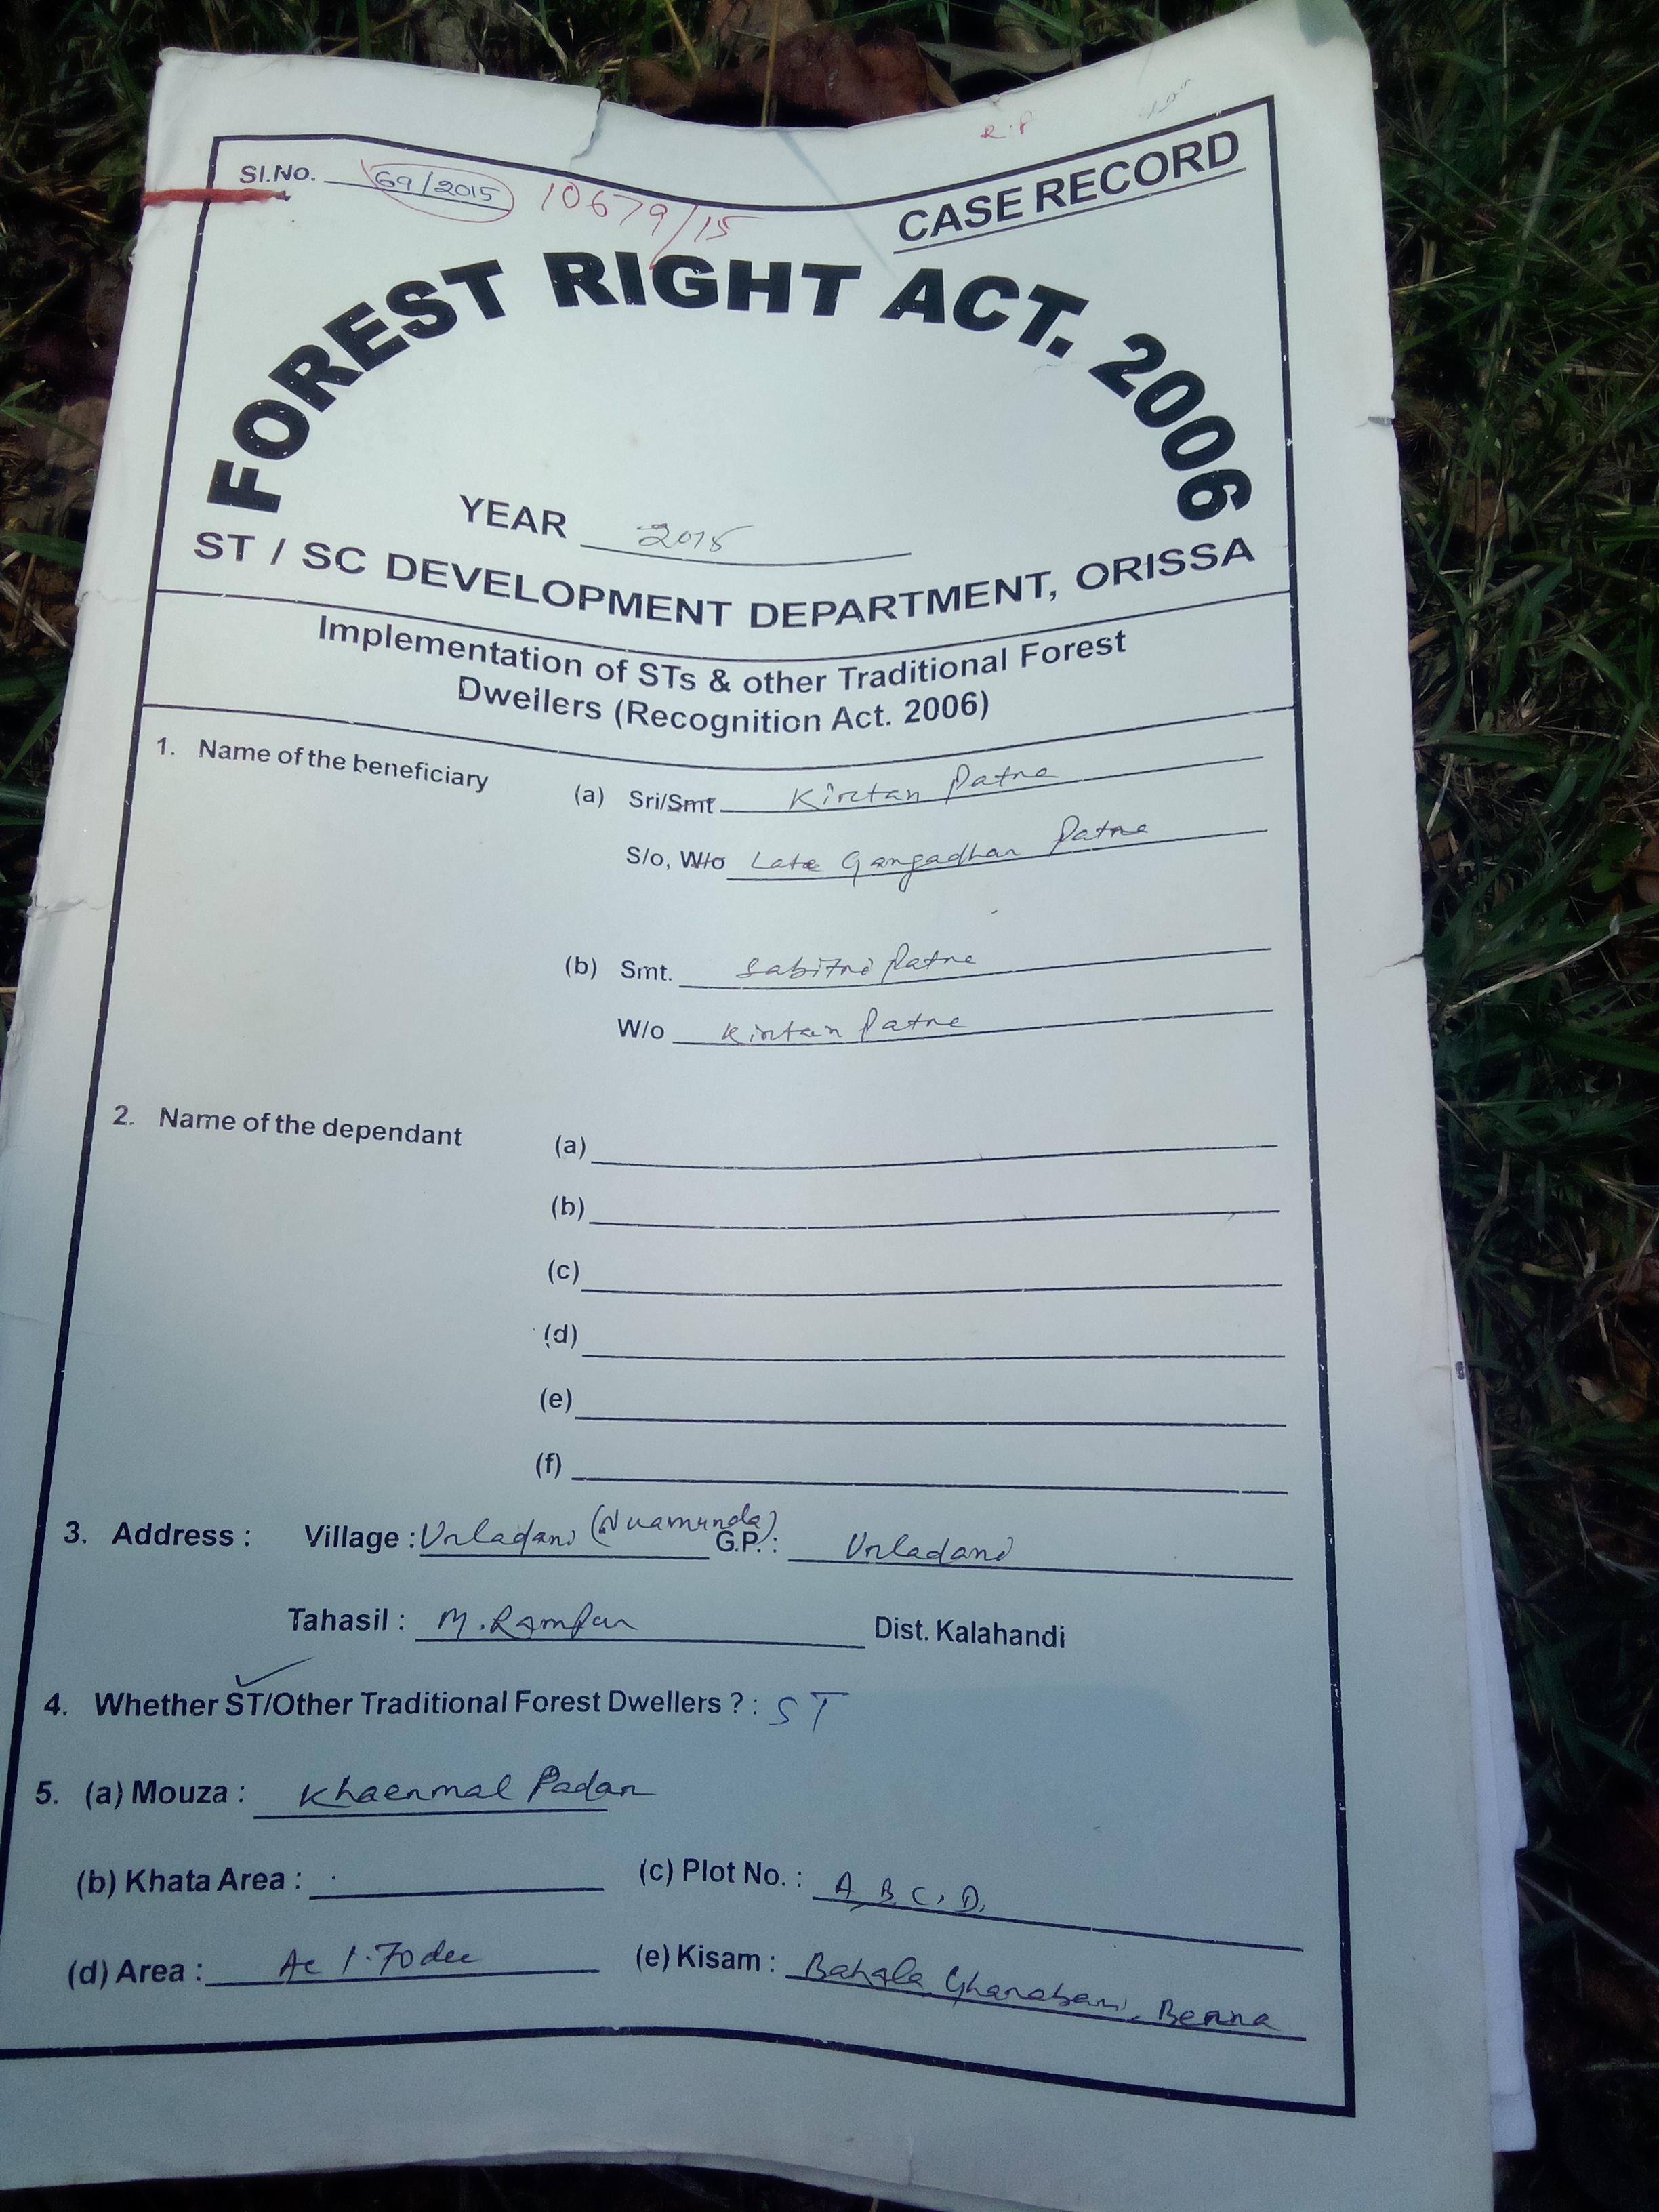 R.P
Sl.No. 69/2015 10679/15
CASE RECORD
FOREST RIGHT ACT. 2006
YEAR 2015
ST / SC DEVELOPMENT DEPARTMENT, ORISSA
Implementation of STs & other Traditional Forest
Dwellers (Recognition Act. 2006)
1. Name of the beneficiary (a) Sri/Smt Kirtan Patra
S/o, W/o Late Gangadhar Patra
(b) Smt. Sabitri Patra
W/o Kirtan Patra
2. Name of the dependant (a)
(b)
(c)
(d)
(e)
(f)
3. Address : Village : Urladani (Nuamunda) G.P. : Urladani
Tahasil : M. Rampur Dist. Kalahandi
4. Whether ST/Other Traditional Forest Dwellers ? : ST
5. (a) Mouza : Padar
(b) Khata Area : (c) Plot No. : A, B, C, D,
(d) Area : Ac 1.70 dec (e) Kisam : Bahala, Gharabari, Berna